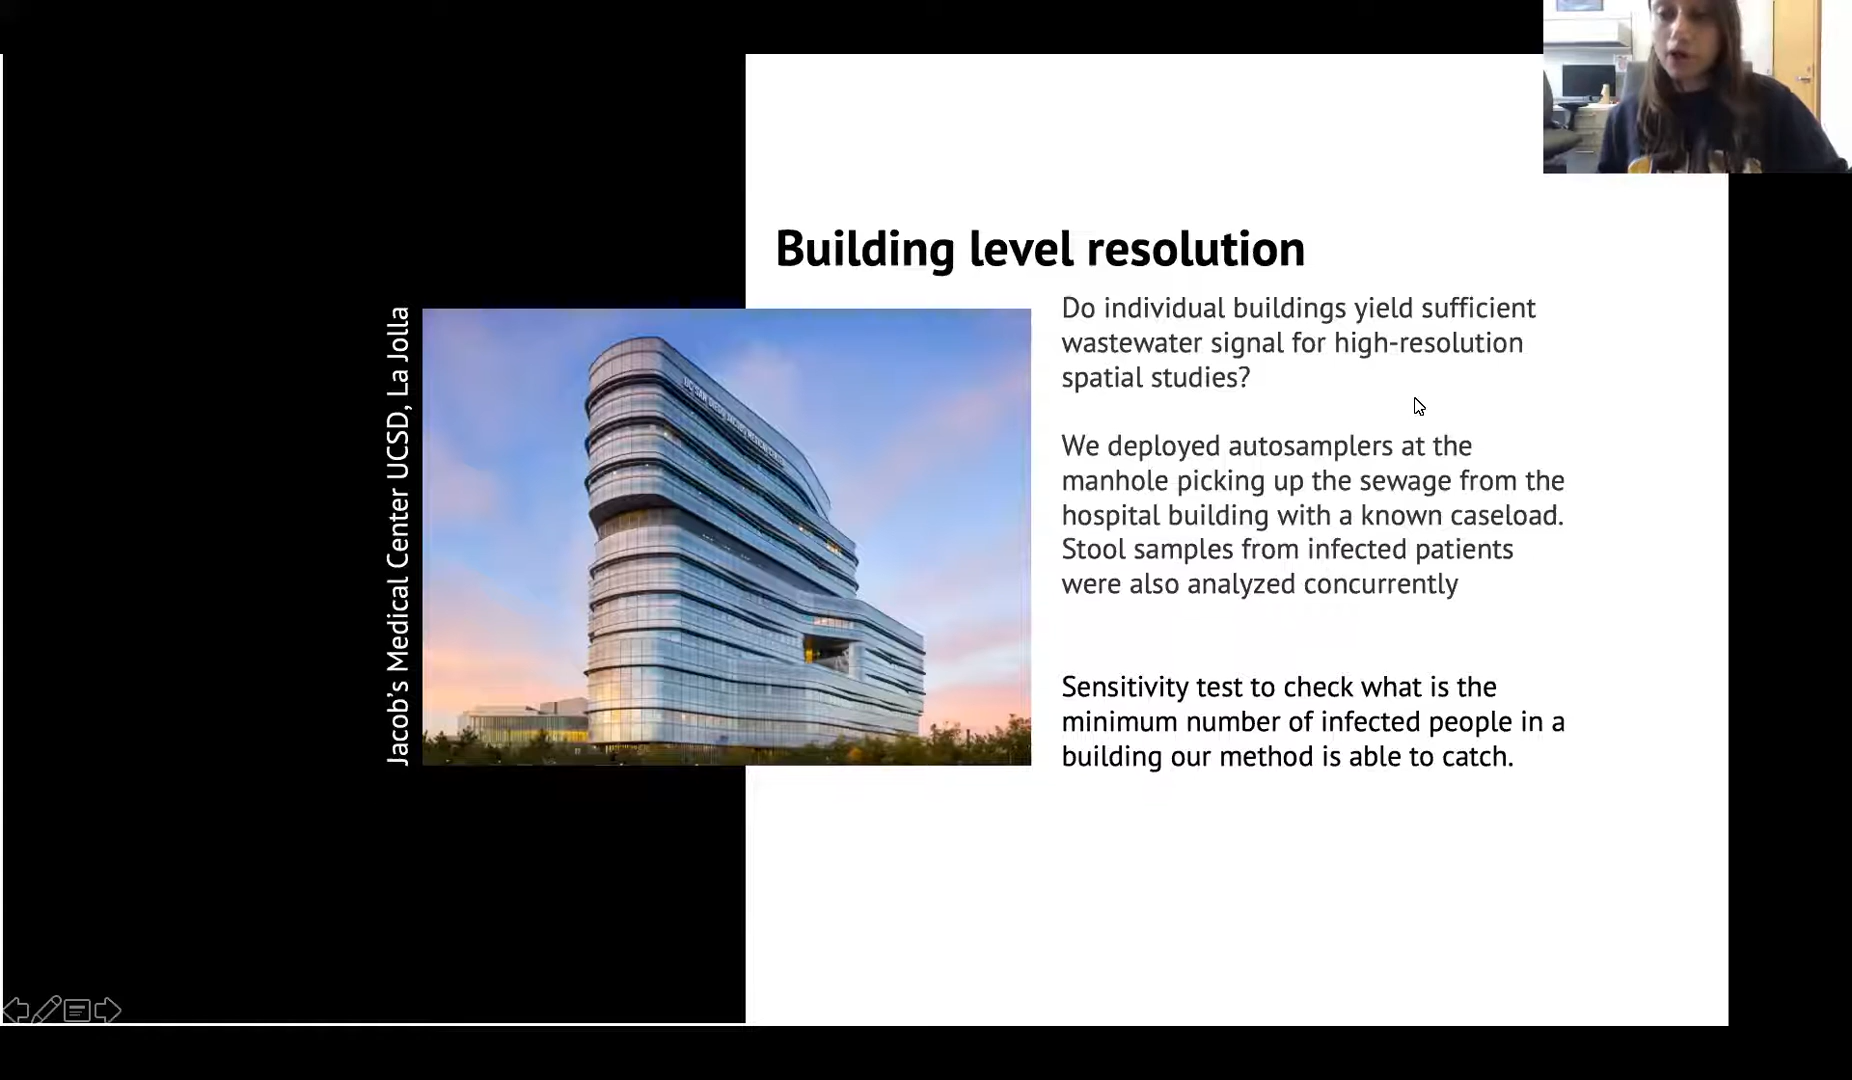 Building level resolution
Jacob's Medical Center UCSD, La Jolla
Do individual buildings yield sufficient
wastewater signal for high-resolution
spatial studies?
We deployed autosamplers at the
manhole picking up the sewage from the
hospital building with a known caseload.
Stool samples from infected patients
were also analyzed concurrently
Sensitivity test to check what is the
minimum number of infected people in a
building our method is able to catch.